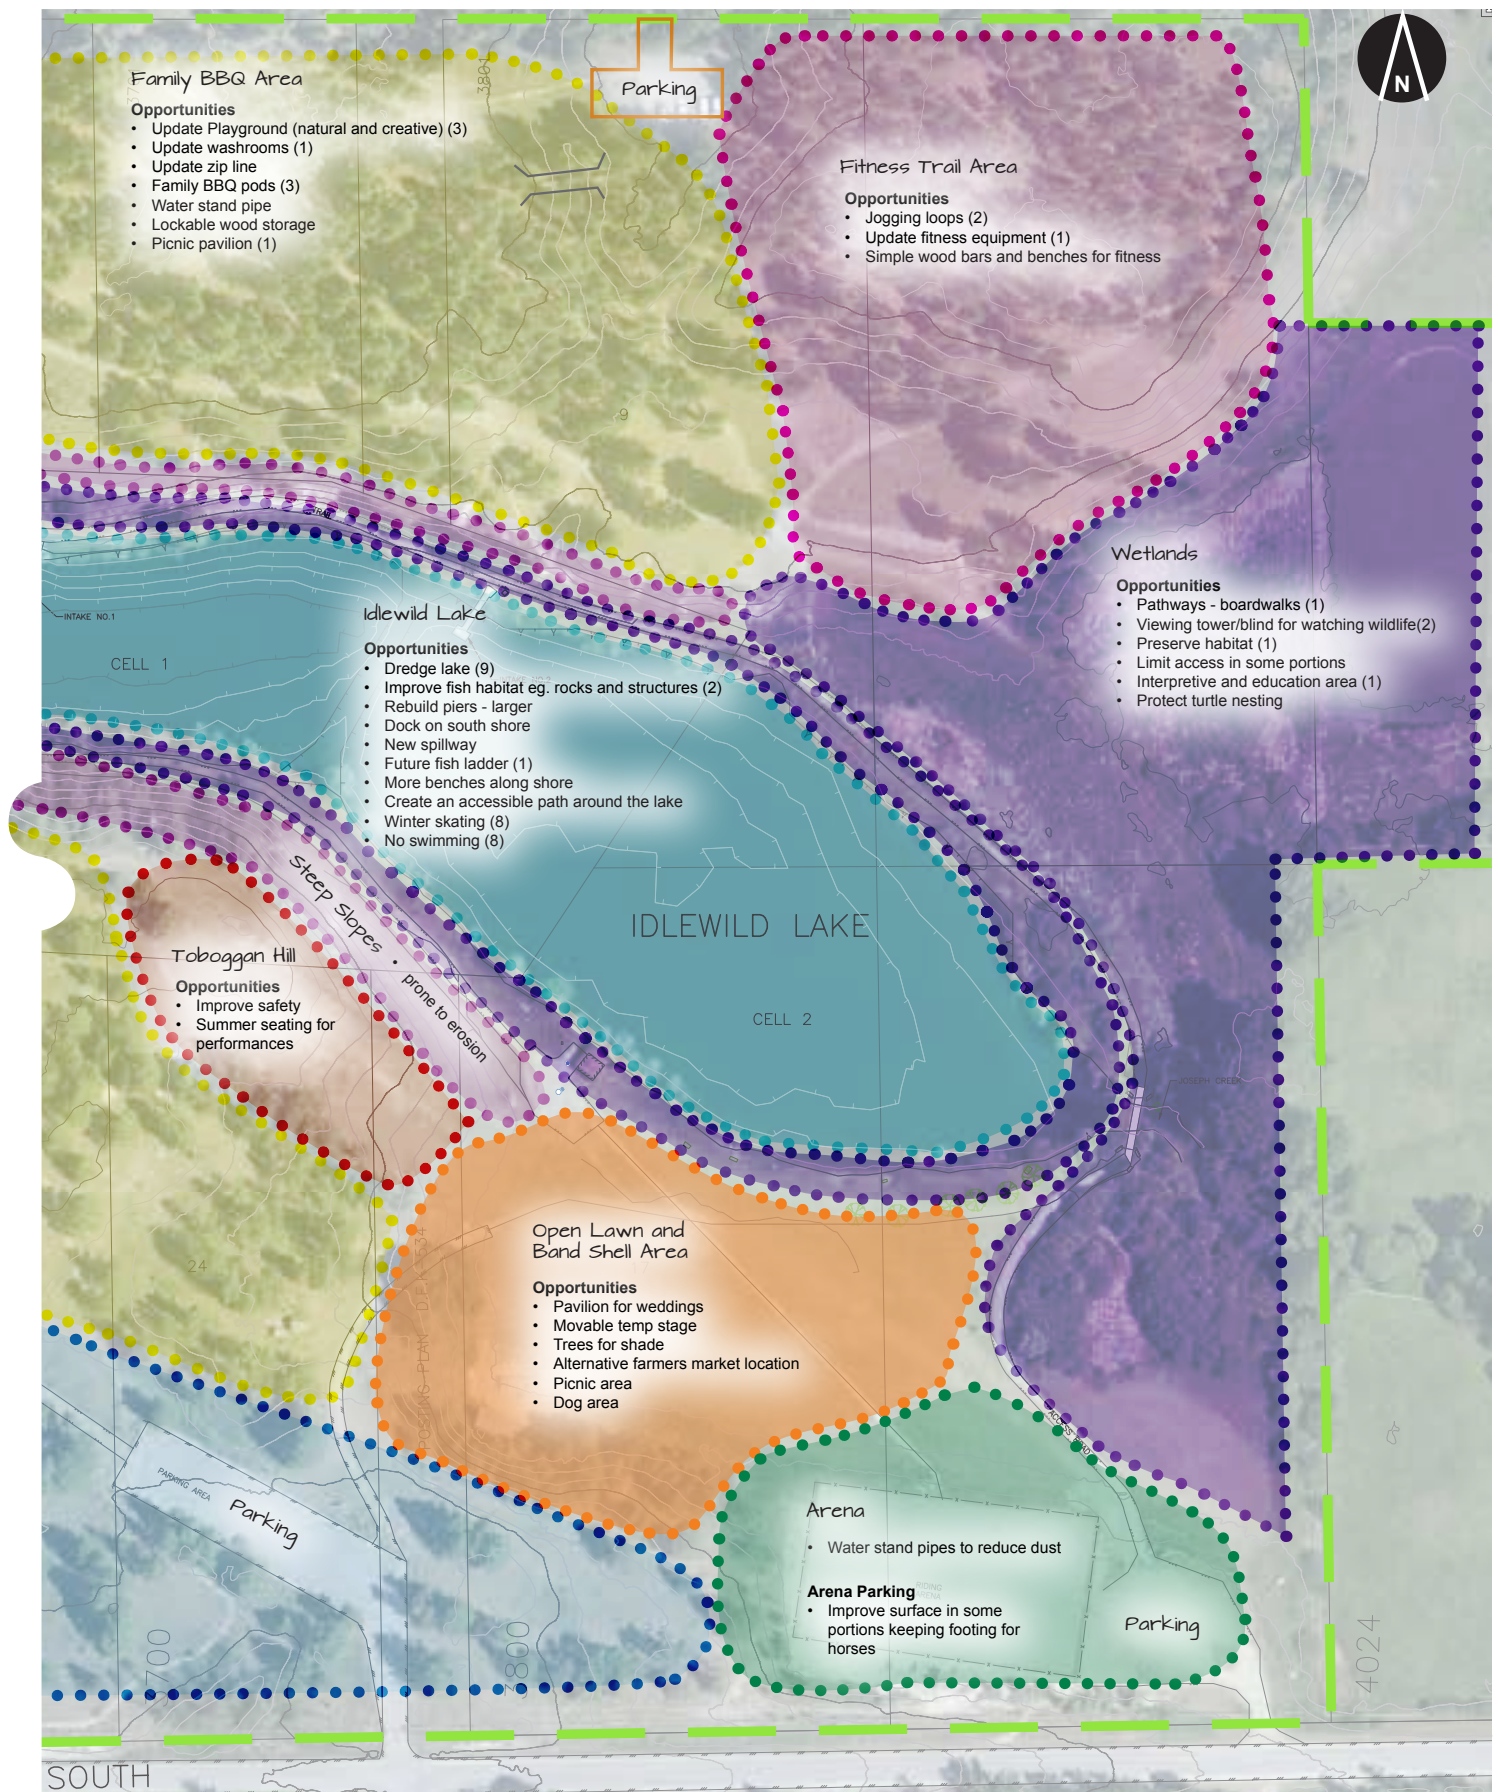 Family BBQ Area
Opportunities
• Update Playground (natural and creative) (3)
• Update washrooms (1)
• Update zip line
• Family BBQ pods (3)
• Water stand pipe
• Lockable wood storage
• Picnic pavilion (1)
3801
Parking
N
Fitness Trail Area
Opportunities
• Jogging loops (2)
• Update fitness equipment (1)
• Simple wood bars and benches for fitness
9
TRAIL
Wetlands
Opportunities
• Pathways - boardwalks (1)
• Viewing tower/blind for watching wildlife(2)
• Preserve habitat (1)
• Limit access in some portions
• Interpretive and education area (1)
• Protect turtle nesting
INTAKE NO.1
CELL 1
Idlewild Lake
Opportunities
• Dredge lake (9)
• Improve fish habitat eg. rocks and structures (2)
• Rebuild piers - larger
• Dock on south shore
• New spillway
• Future fish ladder (1)
• More benches along shore
• Create an accessible path around the lake
• Winter skating (8)
• No swimming (8)
IDLEWILD LAKE
CELL 2
Steep Slopes • prone to erosion
Toboggan Hill
Opportunities
• Improve safety
• Summer seating for
performances
JOSEPH CREEK
24
Open Lawn and
Band Shell Area
Opportunities
• Pavilion for weddings
• Movable temp stage
• Trees for shade
• Alternative farmers market location
• Picnic area
• Dog area
ACCESS ROAD
PARKING AREA
Parking
Arena
• Water stand pipes to reduce dust
RIDING
ARENA
Arena Parking
• Improve surface in some
portions keeping footing for
horses
Parking
3800
4024
SOUTH